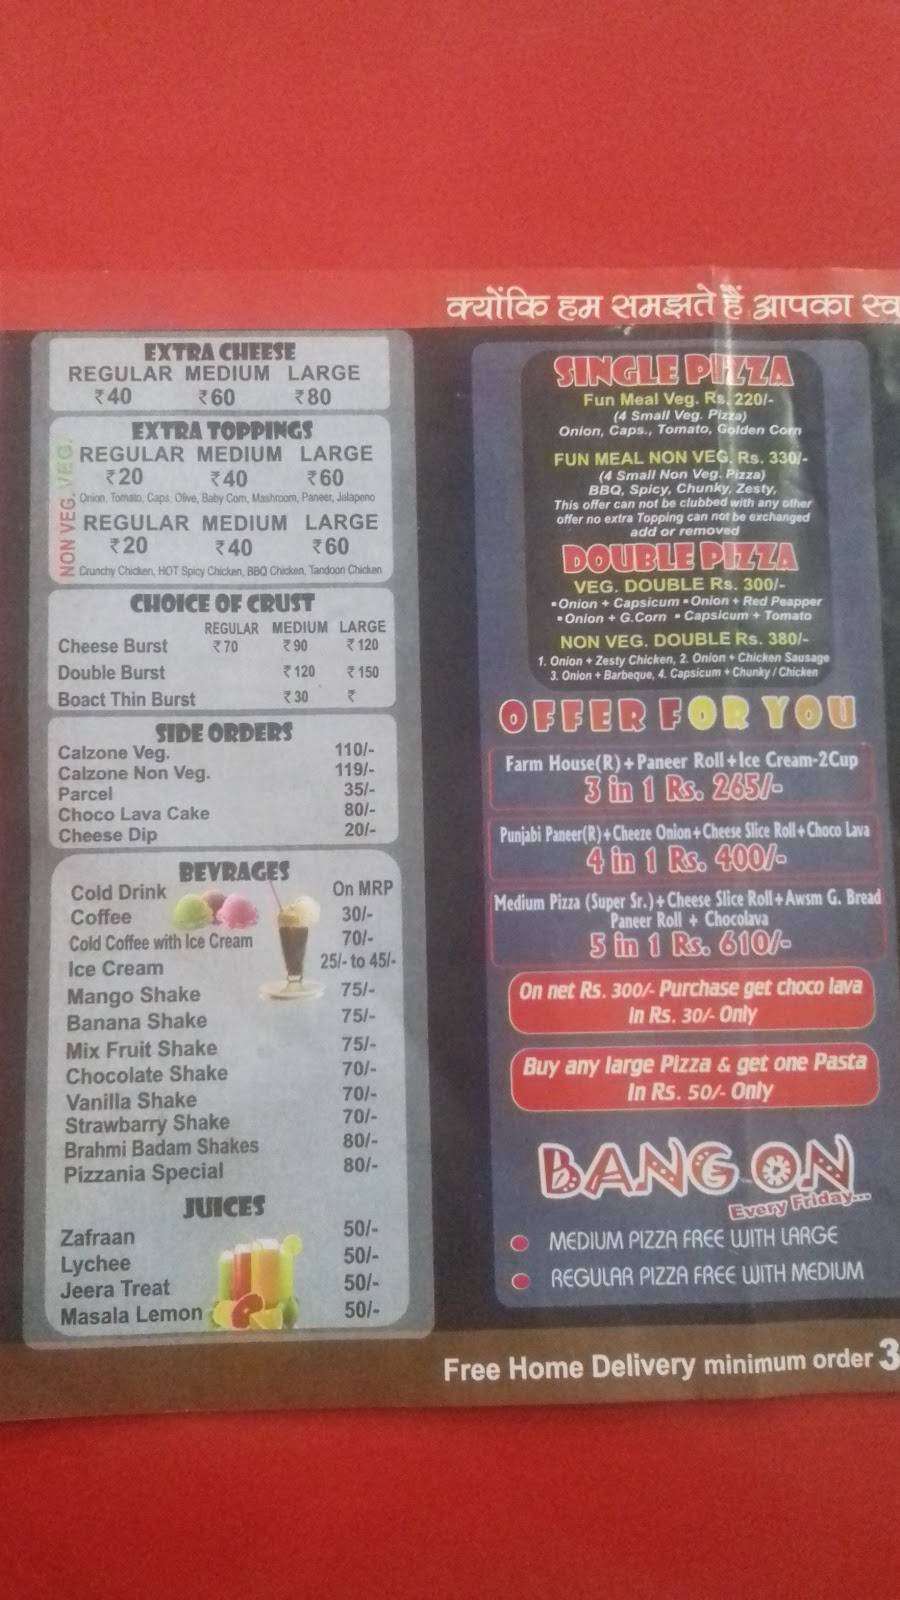 क्योंकि हम समझते हैं आपका
EXTRA CHEESE
REGULAR MEDIUM LARGE
₹40 ₹60 ₹80
EXTRA TOPPINGS
VEG.
REGULAR MEDIUM LARGE
₹20 ₹40 ₹60
Onion, Tomato, Caps, Olive, Baby Corn, Mashroom, Paneer, Jalapeno
NON VEG.
REGULAR MEDIUM LARGE
₹20 ₹40 ₹60
Crunchy Chicken, HOT Spicy Chicken, BBQ Chicken, Tandoori Chicken
CHOICE OF CRUST
REGULAR MEDIUM LARGE
Cheese Burst ₹70 ₹90 ₹120
Double Burst ₹120 ₹150
Boact Thin Burst ₹30 ₹
SIDE ORDERS
Calzone Veg. 110/-
Calzone Non Veg. 119/-
Parcel 35/-
Choco Lava Cake 80/-
Cheese Dip 20/-
BEVRAGES
Cold Drink On MRP
Coffee 30/-
Cold Coffee with Ice Cream 70/-
Ice Cream 25/- to 45/-
Mango Shake 75/-
Banana Shake 75/-
Mix Fruit Shake 75/-
Chocolate Shake 70/-
Vanilla Shake 70/-
Strawbarry Shake 70/-
Brahmi Badam Shakes 80/-
Pizzania Special 80/-
JUICES
Zafraan 50/-
Lychee 50/-
Jeera Treat 50/-
Masala Lemon 50/-
SINGLE PIZZA
Fun Meal Veg. Rs. 220/-
(4 Small Veg. Pizza)
Onion, Caps., Tomato, Golden Corn
FUN MEAL NON VEG. Rs. 330/-
(4 Small Non Veg. Pizza)
BBQ, Spicy, Chunky, Zesty,
This offer can not be clubbed with any other
offer no extra Topping can not be exchanged
add or removed
DOUBLE PIZZA
VEG. DOUBLE Rs. 300/-
▪Onion + Capsicum ▪Onion + Red Peapper
▪Onion + G.Corn ▪ Capsicum + Tomato
NON VEG. DOUBLE Rs. 380/-
1. Onion + Zesty Chicken, 2. Onion + Chicken Sausage
3. Onion + Barbeque, 4. Capsicum + Chunky / Chicken
OFFER FOR YOU
Farm House(R)+Paneer Roll+Ice Cream-2Cup
3 in 1 Rs. 265/-
Punjabi Paneer(R)+Cheeze Onion+Cheese Slice Roll+Choco Lava
4 in 1 Rs. 400/-
Medium Pizza (Super Sr.)+Cheese Slice Roll+Awsm G. Bread
Paneer Roll + Chocolava
5 in 1 Rs. 610/-
On net Rs. 300/- Purchase get choco lava
in Rs. 30/- Only
Buy any large Pizza & get one Pasta
In Rs. 50/- Only
BANG ON
Every Friday...
● MEDIUM PIZZA FREE WITH LARGE
● REGULAR PIZZA FREE WITH MEDIUM
Free Home Delivery minimum order 3